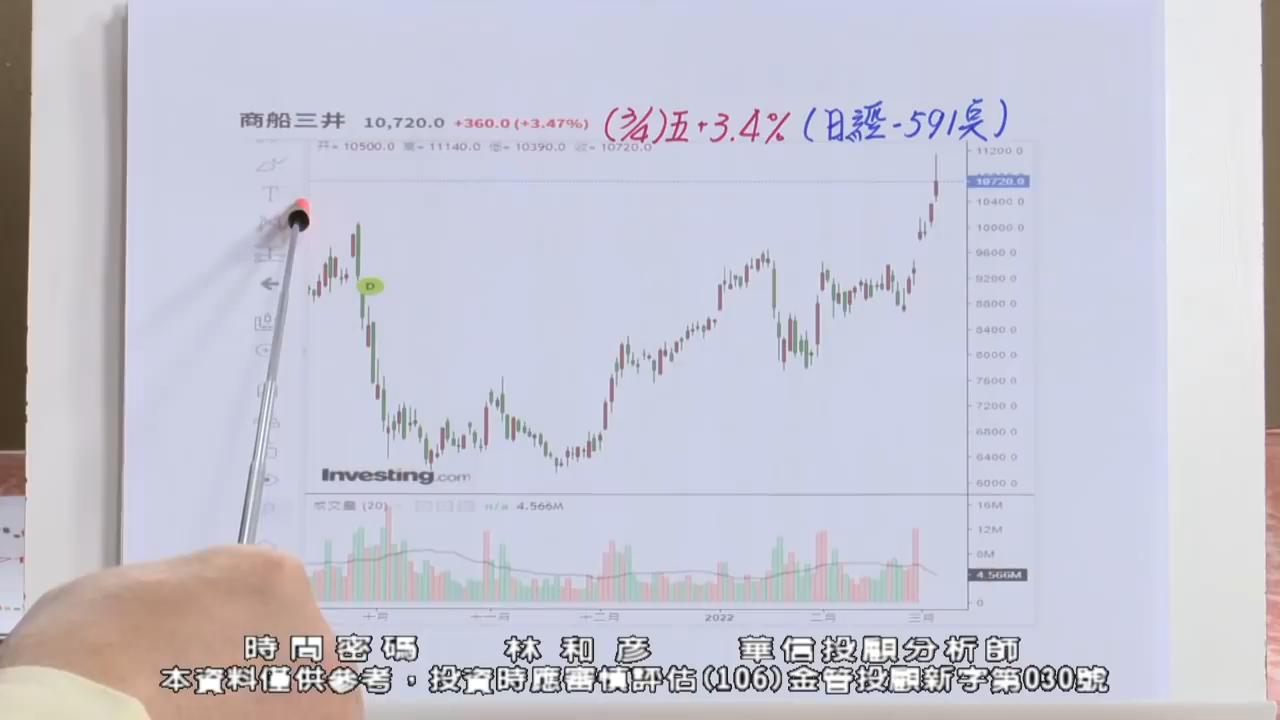 商船三井 10,720.0 +360.0 (+3.47%) (3/4)五+3.4% (日經-591點)
开= 10500.0 高= 11140.0 低= 10390.0 收= 10720.0
11200.0
10720.0
10400.0
10000.0
9600.0
9200.0
8800.0
8400.0
8000.0
7600.0
7200.0
6800.0
6400.0
6000.0
T
D
Investing.com
成交量 (20) n/a 4.566M
16M
12M
8M
4.566M
0
十月 十一月 十二月 2022 二月 三月
時間密碼 林和彥 華信投顧分析師
本資料僅供參考，投資時應審慎評估(106)金管投顧新字第030號